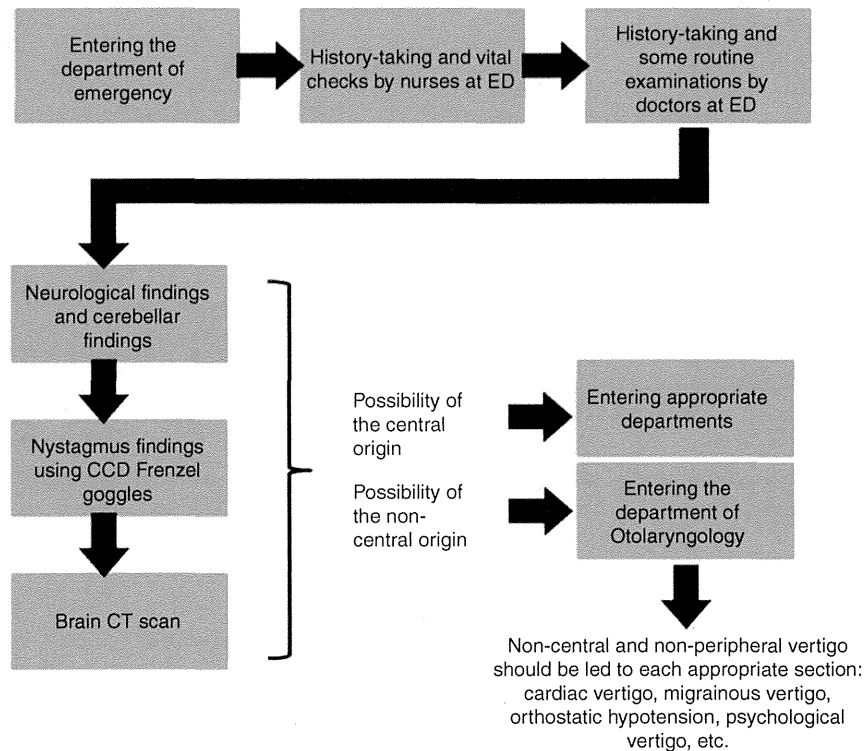 Entering the
department of
emergency
History-taking and vital
checks by nurses at ED
History-taking and
some routine
examinations by
doctors at ED
Neurological findings
and cerebellar
findings
Nystagmus findings
using CCD Frenzel
goggles
Brain CT scan
Possibility of
the central
origin
Entering appropriate
departments
Possibility of
the non-
central origin
Entering the
department of
Otolaryngology
Non-central and non-peripheral vertigo
should be led to each appropriate section:
cardiac vertigo, migrainous vertigo,
orthostatic hypotension, psychological
vertigo, etc.